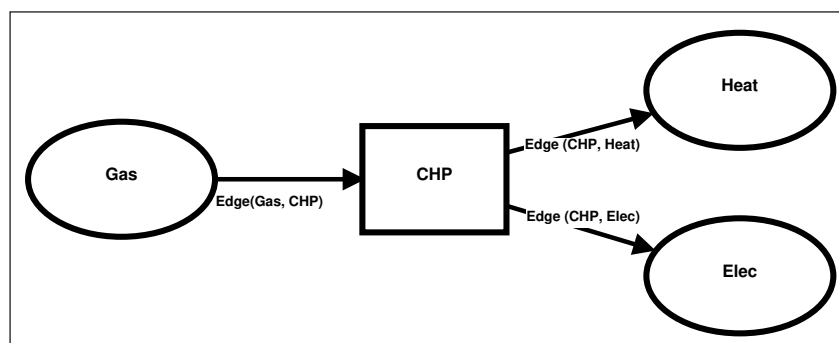 Gas
Edge(Gas, CHP)
CHP
Edge (CHP, Heat)
Heat
Edge (CHP, Elec)
Elec